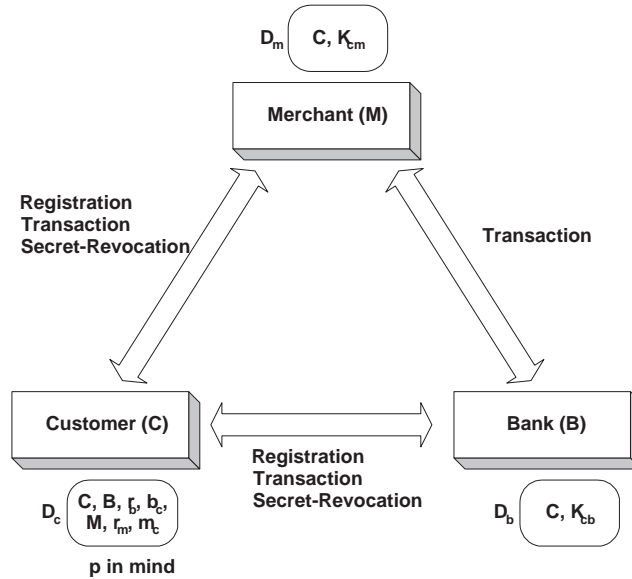 D_m
C, K_cm
Merchant (M)
Registration
Transaction
Secret-Revocation
Transaction
Customer (C)
Bank (B)
Registration
Transaction
Secret-Revocation
D_c
C, B, r_b, b_c,
M, r_m, m_c
D_b
C, K_cb
p in mind